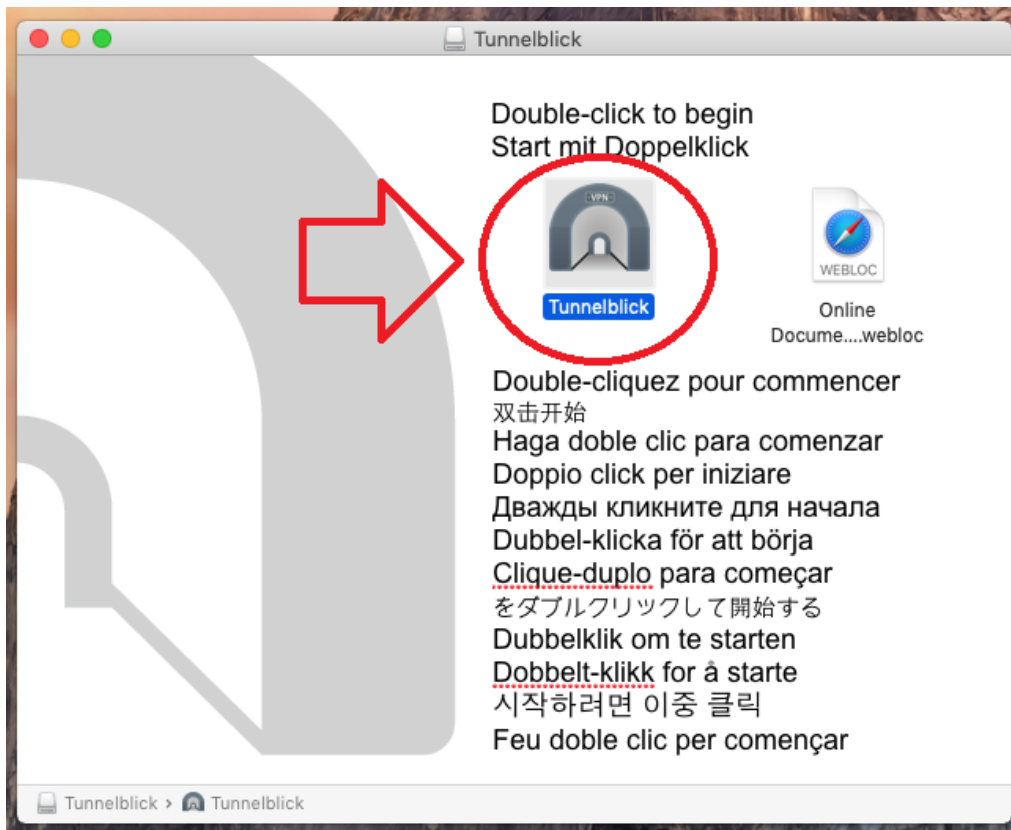 Tunnelblick
Double-click to begin
Start mit Doppelklick
VPN
Tunnelblick
WEBLOC
Online
Docume....webloc
Double-cliquez pour commencer
双击开始
Haga doble clic para comenzar
Doppio click per iniziare
Дважды кликните для начала
Dubbel-klicka för att börja
Clique-duplo para começar
をダブルクリックして開始する
Dubbelklik om te starten
Dobbelt-klikk for å starte
시작하려면 이중 클릭
Feu doble clic per començar
Tunnelblick › Tunnelblick